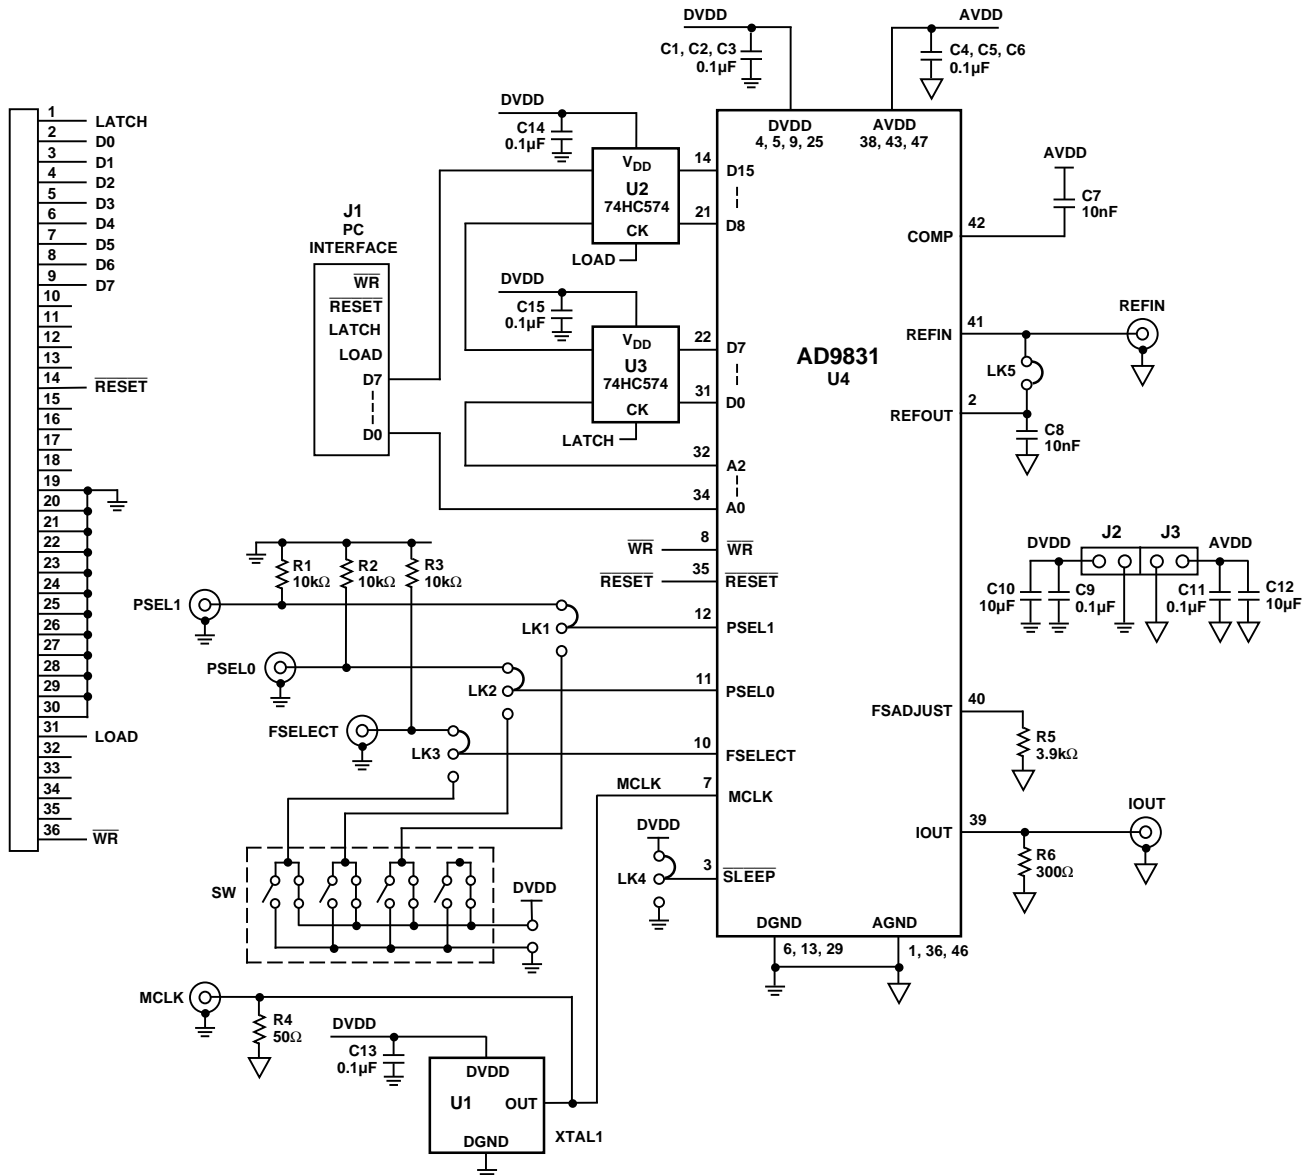 1
LATCH
2
D0
3
D1
4
D2
5
D3
6
D4
7
D5
8
D6
9
D7
10
11
12
13
14
RESET
15
16
17
18
19
20
21
22
23
24
25
26
27
28
29
30
31
LOAD
32
33
34
35
36
WR
J1
PC
INTERFACE
WR
RESET
LATCH
LOAD
D7
D0
DVDD
C14
0.1µF
VDD
U2
74HC574
CK
LOAD
DVDD
C15
0.1µF
VDD
U3
74HC574
CK
LATCH
DVDD
C1, C2, C3
0.1µF
AVDD
C4, C5, C6
0.1µF
DVDD
4, 5, 9, 25
AVDD
38, 43, 47
14
D15
21
D8
22
D7
31
D0
32
A2
34
A0
8
WR
WR
35
RESET
RESET
12
PSEL1
11
PSEL0
10
FSELECT
7
MCLK
MCLK
3
SLEEP
AD9831
U4
DGND
6, 13, 29
AGND
1, 36, 46
COMP
42
AVDD
C7
10nF
REFIN
41
REFIN
LK5
REFOUT
2
C8
10nF
J2
J3
DVDD
AVDD
C10
10µF
C9
0.1µF
C11
0.1µF
C12
10µF
FSADJUST
40
R5
3.9kΩ
IOUT
39
IOUT
R6
300Ω
R1
10kΩ
R2
10kΩ
R3
10kΩ
PSEL1
LK1
PSEL0
LK2
FSELECT
LK3
DVDD
LK4
SW
DVDD
MCLK
R4
50Ω
DVDD
C13
0.1µF
DVDD
U1
OUT
DGND
XTAL1